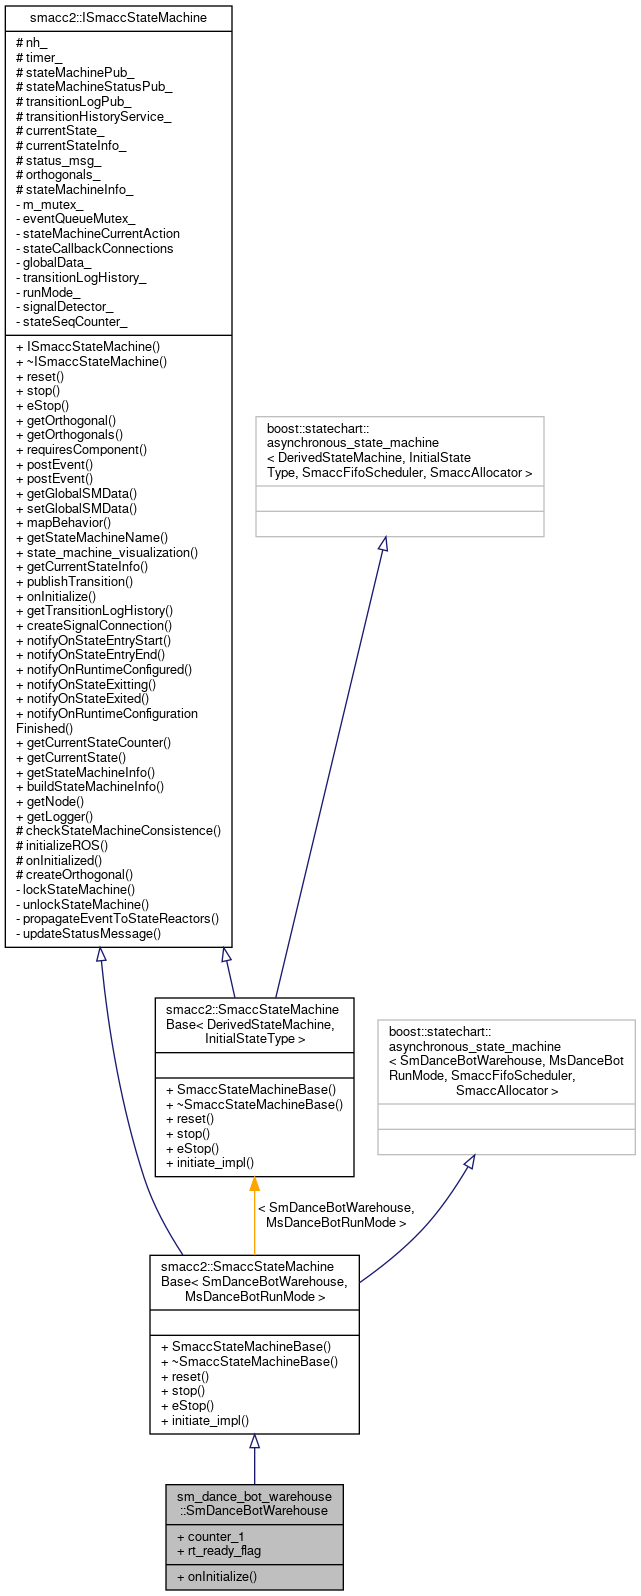 smacc2::ISmaccStateMachine
# nh_
# timer_
# stateMachinePub_
# stateMachineStatusPub_
# transitionLogPub_
# transitionHistoryService_
# currentState_
# currentStateInfo_
# status_msg_
# orthogonals_
# stateMachineInfo_
- m_mutex_
- eventQueueMutex_
- stateMachineCurrentAction
- stateCallbackConnections
- globalData_
- transitionLogHistory_
- runMode_
- signalDetector_
- stateSeqCounter_
+ ISmaccStateMachine()
+ ~ISmaccStateMachine()
+ reset()
+ stop()
+ eStop()
+ getOrthogonal()
+ getOrthogonals()
+ requiresComponent()
+ postEvent()
+ postEvent()
+ getGlobalSMData()
+ setGlobalSMData()
+ mapBehavior()
+ getStateMachineName()
+ state_machine_visualization()
+ getCurrentStateInfo()
+ publishTransition()
+ onInitialize()
+ getTransitionLogHistory()
+ createSignalConnection()
+ notifyOnStateEntryStart()
+ notifyOnStateEntryEnd()
+ notifyOnRuntimeConfigured()
+ notifyOnStateExitting()
+ notifyOnStateExited()
+ notifyOnRuntimeConfiguration
Finished()
+ getCurrentStateCounter()
+ getCurrentState()
+ getStateMachineInfo()
+ buildStateMachineInfo()
+ getNode()
+ getLogger()
# checkStateMachineConsistence()
# initializeROS()
# onInitialized()
# createOrthogonal()
- lockStateMachine()
- unlockStateMachine()
- propagateEventToStateReactors()
- updateStatusMessage()
boost::statechart::
asynchronous_state_machine
< DerivedStateMachine, InitialState
Type, SmaccFifoScheduler, SmaccAllocator >
smacc2::SmaccStateMachine
Base< DerivedStateMachine,
InitialStateType >
+ SmaccStateMachineBase()
+ ~SmaccStateMachineBase()
+ reset()
+ stop()
+ eStop()
+ initiate_impl()
boost::statechart::
asynchronous_state_machine
< SmDanceBotWarehouse, MsDanceBot
RunMode, SmaccFifoScheduler,
SmaccAllocator >
< SmDanceBotWarehouse,
MsDanceBotRunMode >
smacc2::SmaccStateMachine
Base< SmDanceBotWarehouse,
MsDanceBotRunMode >
+ SmaccStateMachineBase()
+ ~SmaccStateMachineBase()
+ reset()
+ stop()
+ eStop()
+ initiate_impl()
sm_dance_bot_warehouse
::SmDanceBotWarehouse
+ counter_1
+ rt_ready_flag
+ onInitialize()